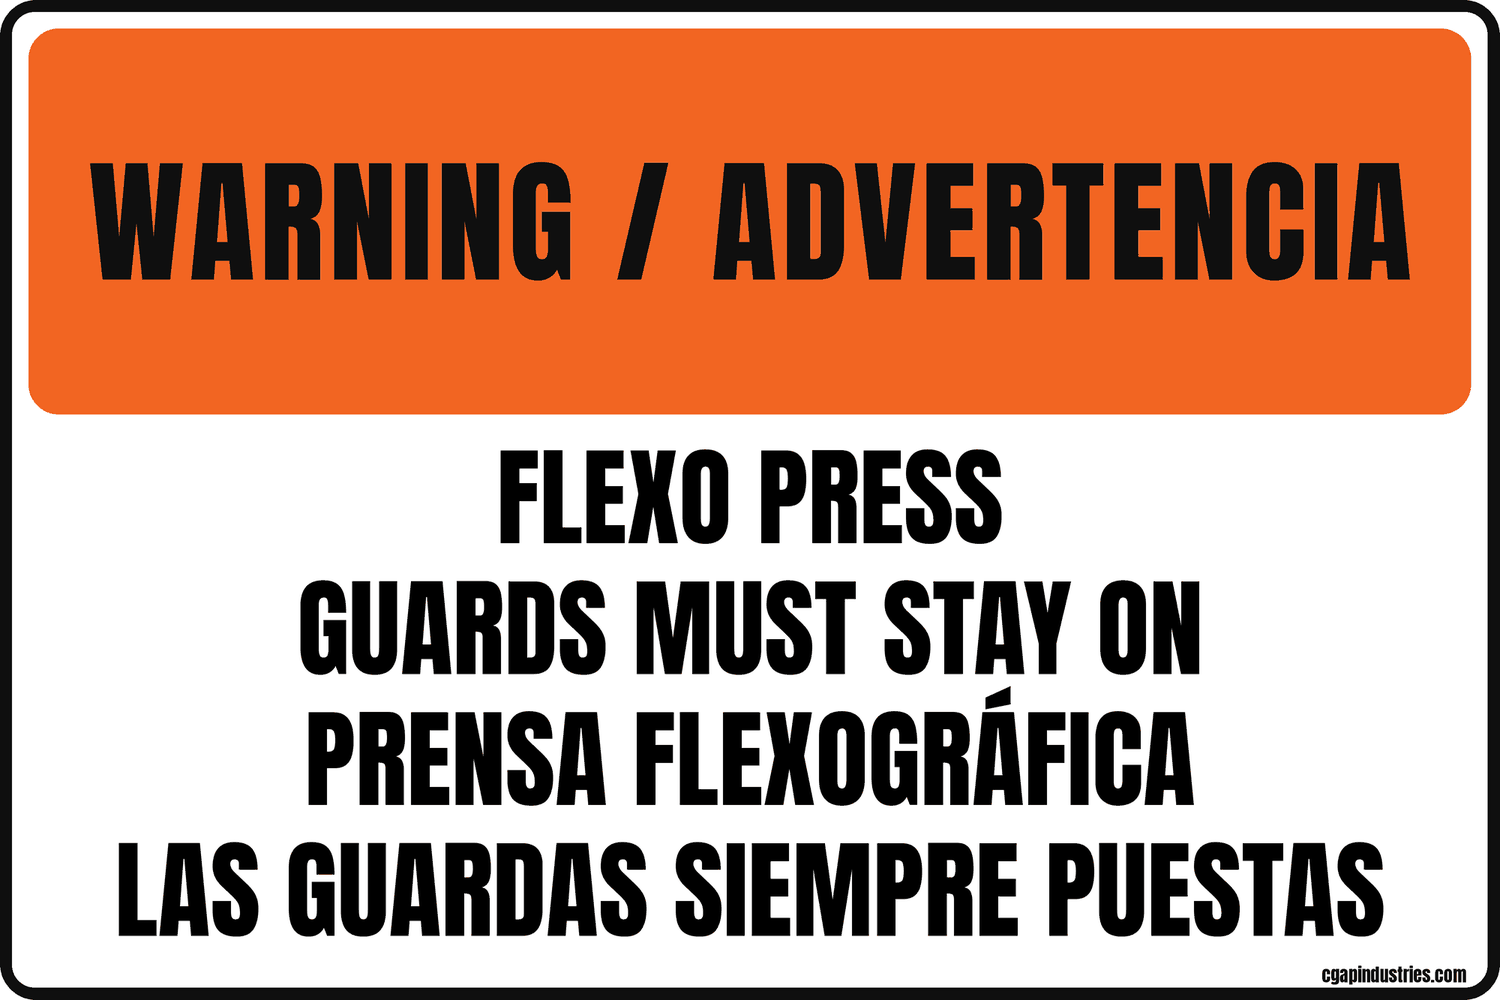 WARNING / ADVERTENCIA
FLEXO PRESS
GUARDS MUST STAY ON
PRENSA FLEXOGRÁFICA
LAS GUARDAS SIEMPRE PUESTAS
cgapindustries.com